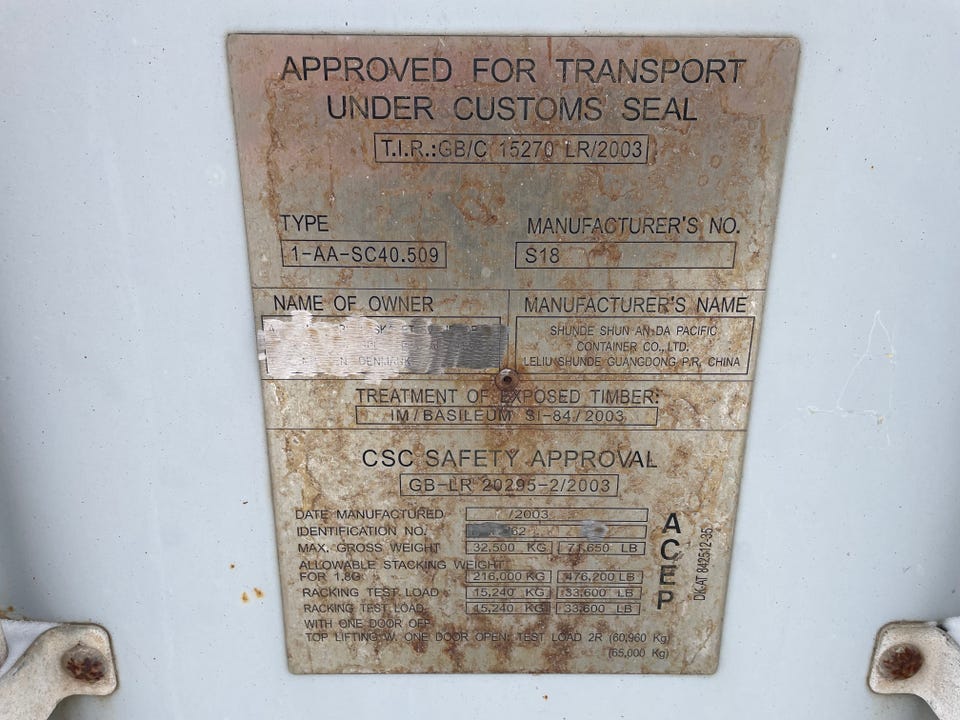 APPROVED FOR TRANSPORT
UNDER CUSTOMS SEAL
T.I.R.:GB/C 15270 LR/2003
TYPE MANUFACTURER'S NO.
1-AA-SC40.509 S18
NAME OF OWNER MANUFACTURER'S NAME
SHUNDE SHUN AN DA PACIFIC
CONTAINER CO., LTD.
LELIU SHUNDE GUANGDONG P.R. CHINA
DENMARK
TREATMENT OF EXPOSED TIMBER:
IM/BASILEUM SI-84/2003
CSC SAFETY APPROVAL
GB-LR 20295-2/2003
DATE MANUFACTURED /2003
IDENTIFICATION NO. 62
MAX. GROSS WEIGHT 32,500 KG 71,650 LB
ALLOWABLE STACKING WEIGHT
FOR 1.8G 216,000 KG 476,200 LB
RACKING TEST LOAD 15,240 KG 33,600 LB
RACKING TEST LOAD 15,240 KG 33,600 LB
WITH ONE DOOR OFF
TOP LIFTING W. ONE DOOR OPEN: TEST LOAD 2R (60,960 Kg)
(65,000 Kg)
ACEP
DK.AT 842512-35